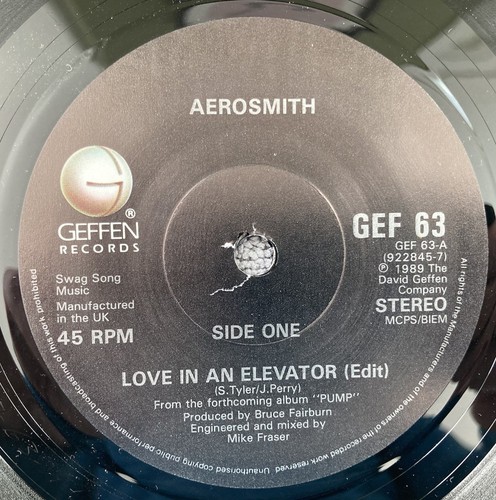 AEROSMITH
G
GEFFEN®
RECORDS
GEF 63
GEF 63-A
(922845-7)
℗ 1989 The
David Geffen
Company
STEREO
MCPS/BIEM
Swag Song
Music
Manufactured
in the UK
45 RPM
SIDE ONE
LOVE IN AN ELEVATOR (Edit)
(S.Tyler/J.Perry)
From the forthcoming album "PUMP"
Produced by Bruce Fairburn
Engineered and mixed by
Mike Fraser
All rights of the Manufacturers and of the owners of the recorded work reserved. Unauthorised copying public performance and broadcasting of this work prohibited